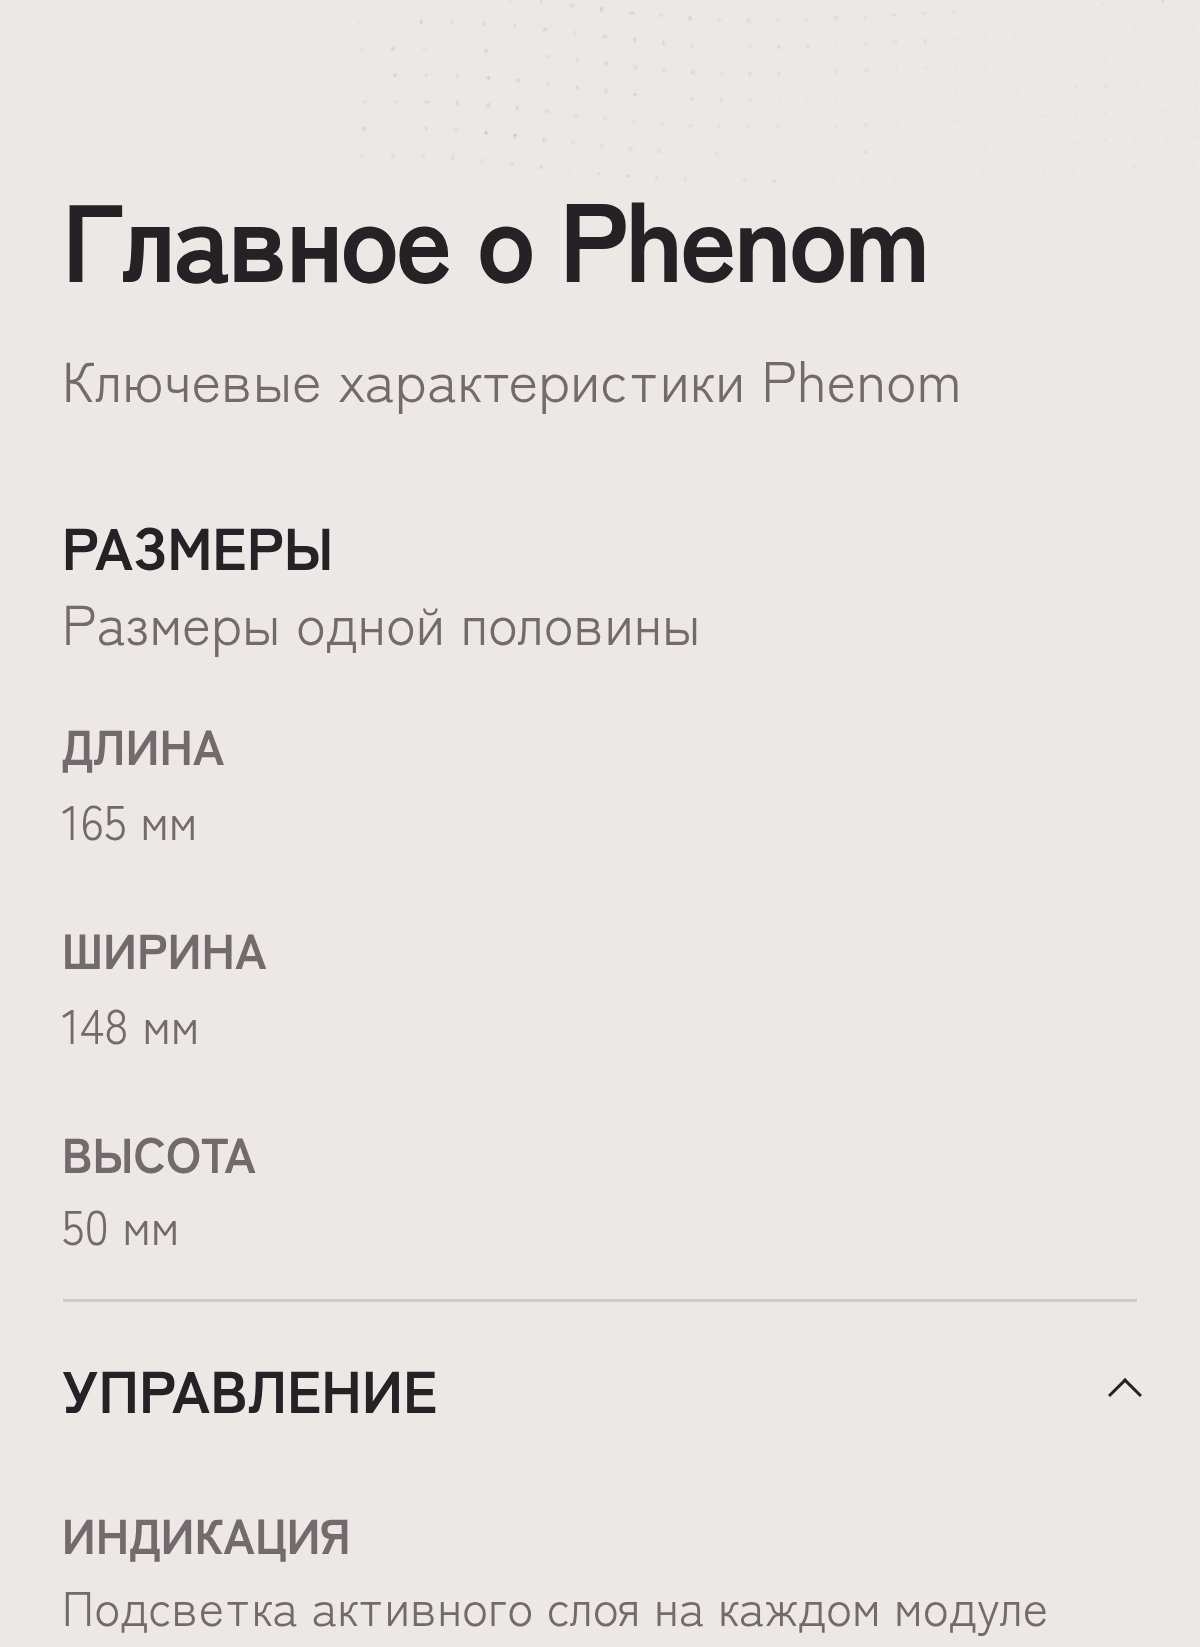 Главное о Phenom
Ключевые характеристики Phenom
РАЗМЕРЫ
Размеры одной половины
ДЛИНА
165 мм
ШИРИНА
148 мм
ВЫСОТА
50 мм
УПРАВЛЕНИЕ
ИНДИКАЦИЯ
Подсветка активного слоя на каждом модуле